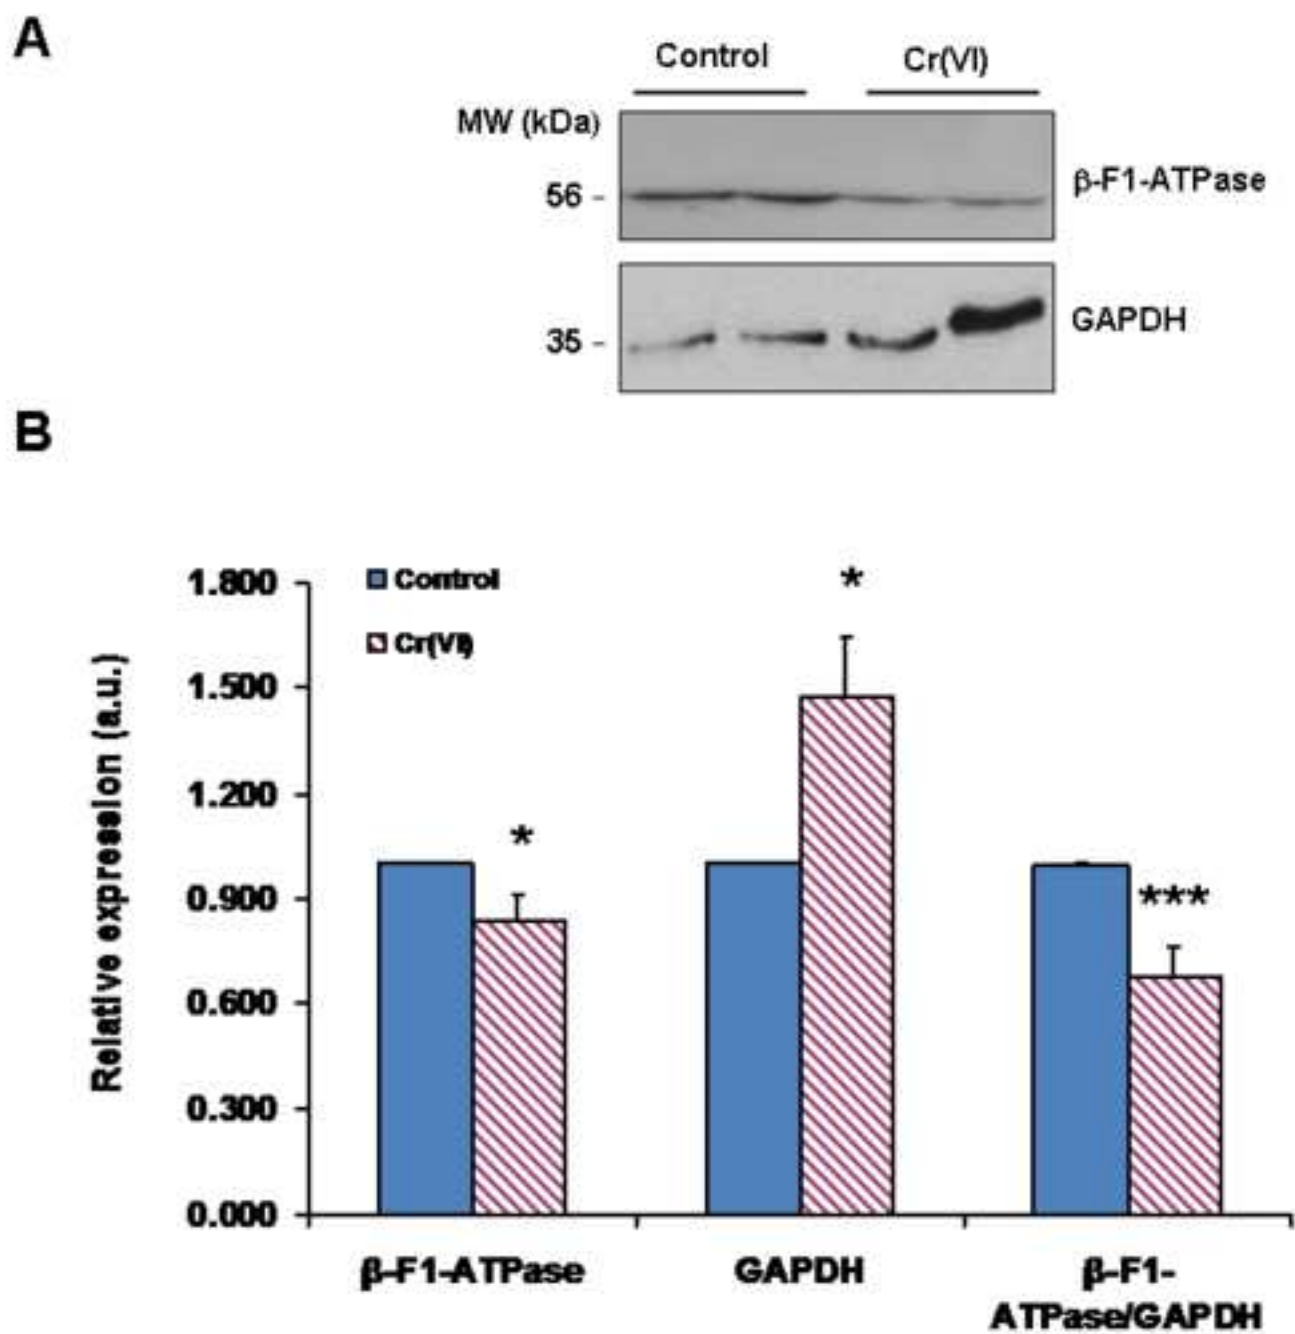 A
Control Cr(VI)
MW (kDa)
56 -
β-F1-ATPase
35 -
GAPDH
B
1.800
1.500
1.200
0.900
0.600
0.300
0.000
Relative expression (a.u.)
Control
Cr(VI)
*
*
***
β-F1-ATPase
GAPDH
β-F1-
ATPase/GAPDH